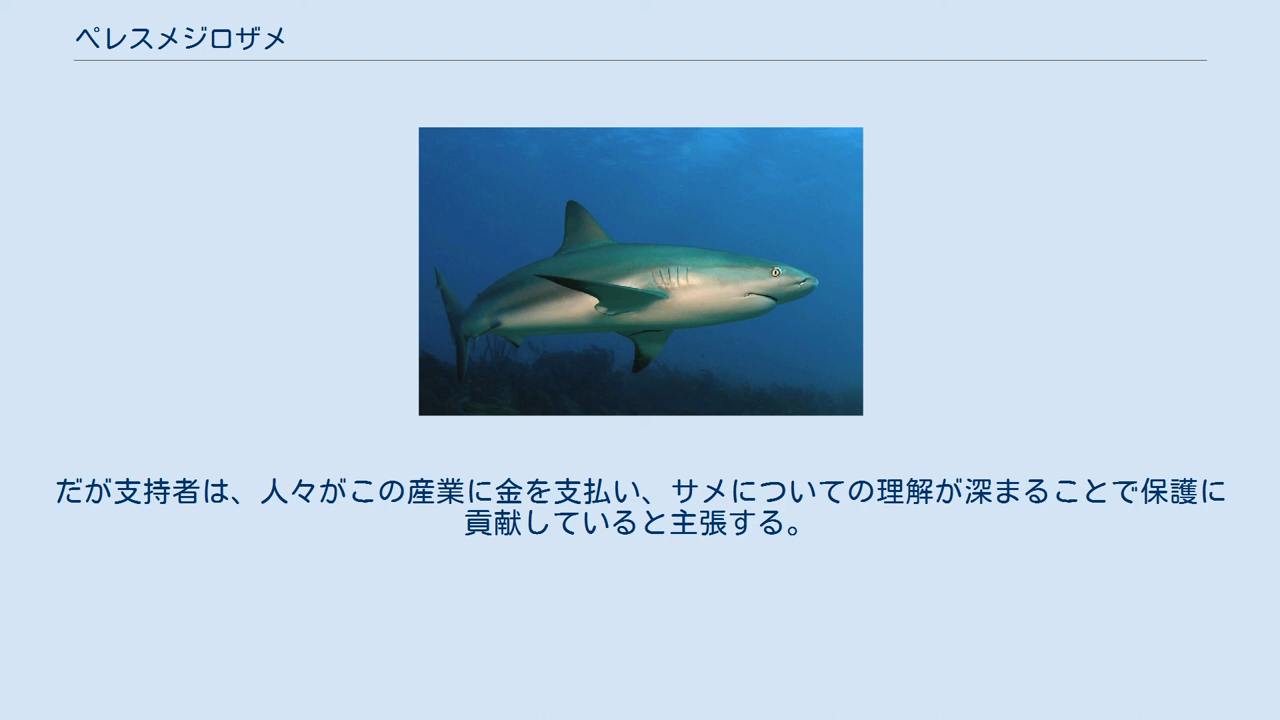 ペレスメジロザメ
だが支持者は、人々がこの産業に金を支払い、サメについての理解が深まることで保護に
貢献していると主張する。